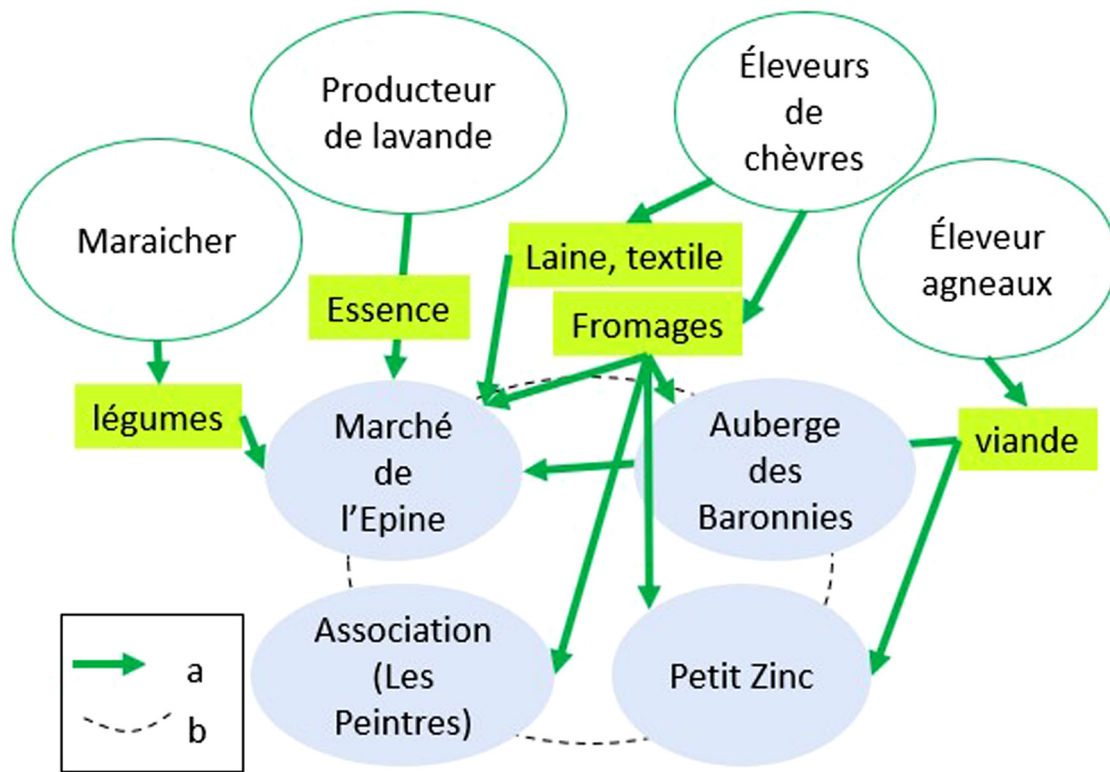 Producteur
de lavande
Éleveurs
de
chèvres
Maraicher
Éleveur
agneaux
Laine, textile
Essence
Fromages
légumes
viande
Marché
de
l'Epine
Auberge
des
Baronnies
Association
(Les
Peintres)
Petit Zinc
a
b